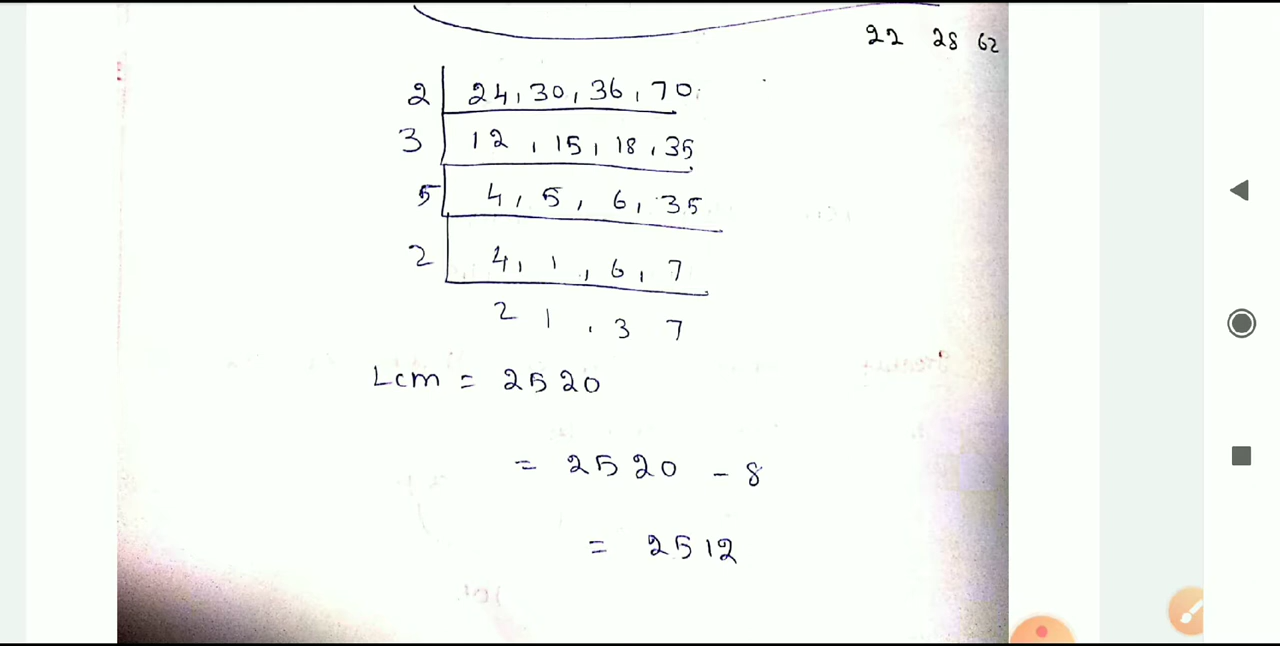 22 28 62
2 | 24, 30, 36, 70
3 | 12, 15, 18, 35
5 | 4, 5, 6, 35
2 | 4, 1, 6, 7
2 1, 3 7
Lcm = 2520
= 2520 - 8
= 2512